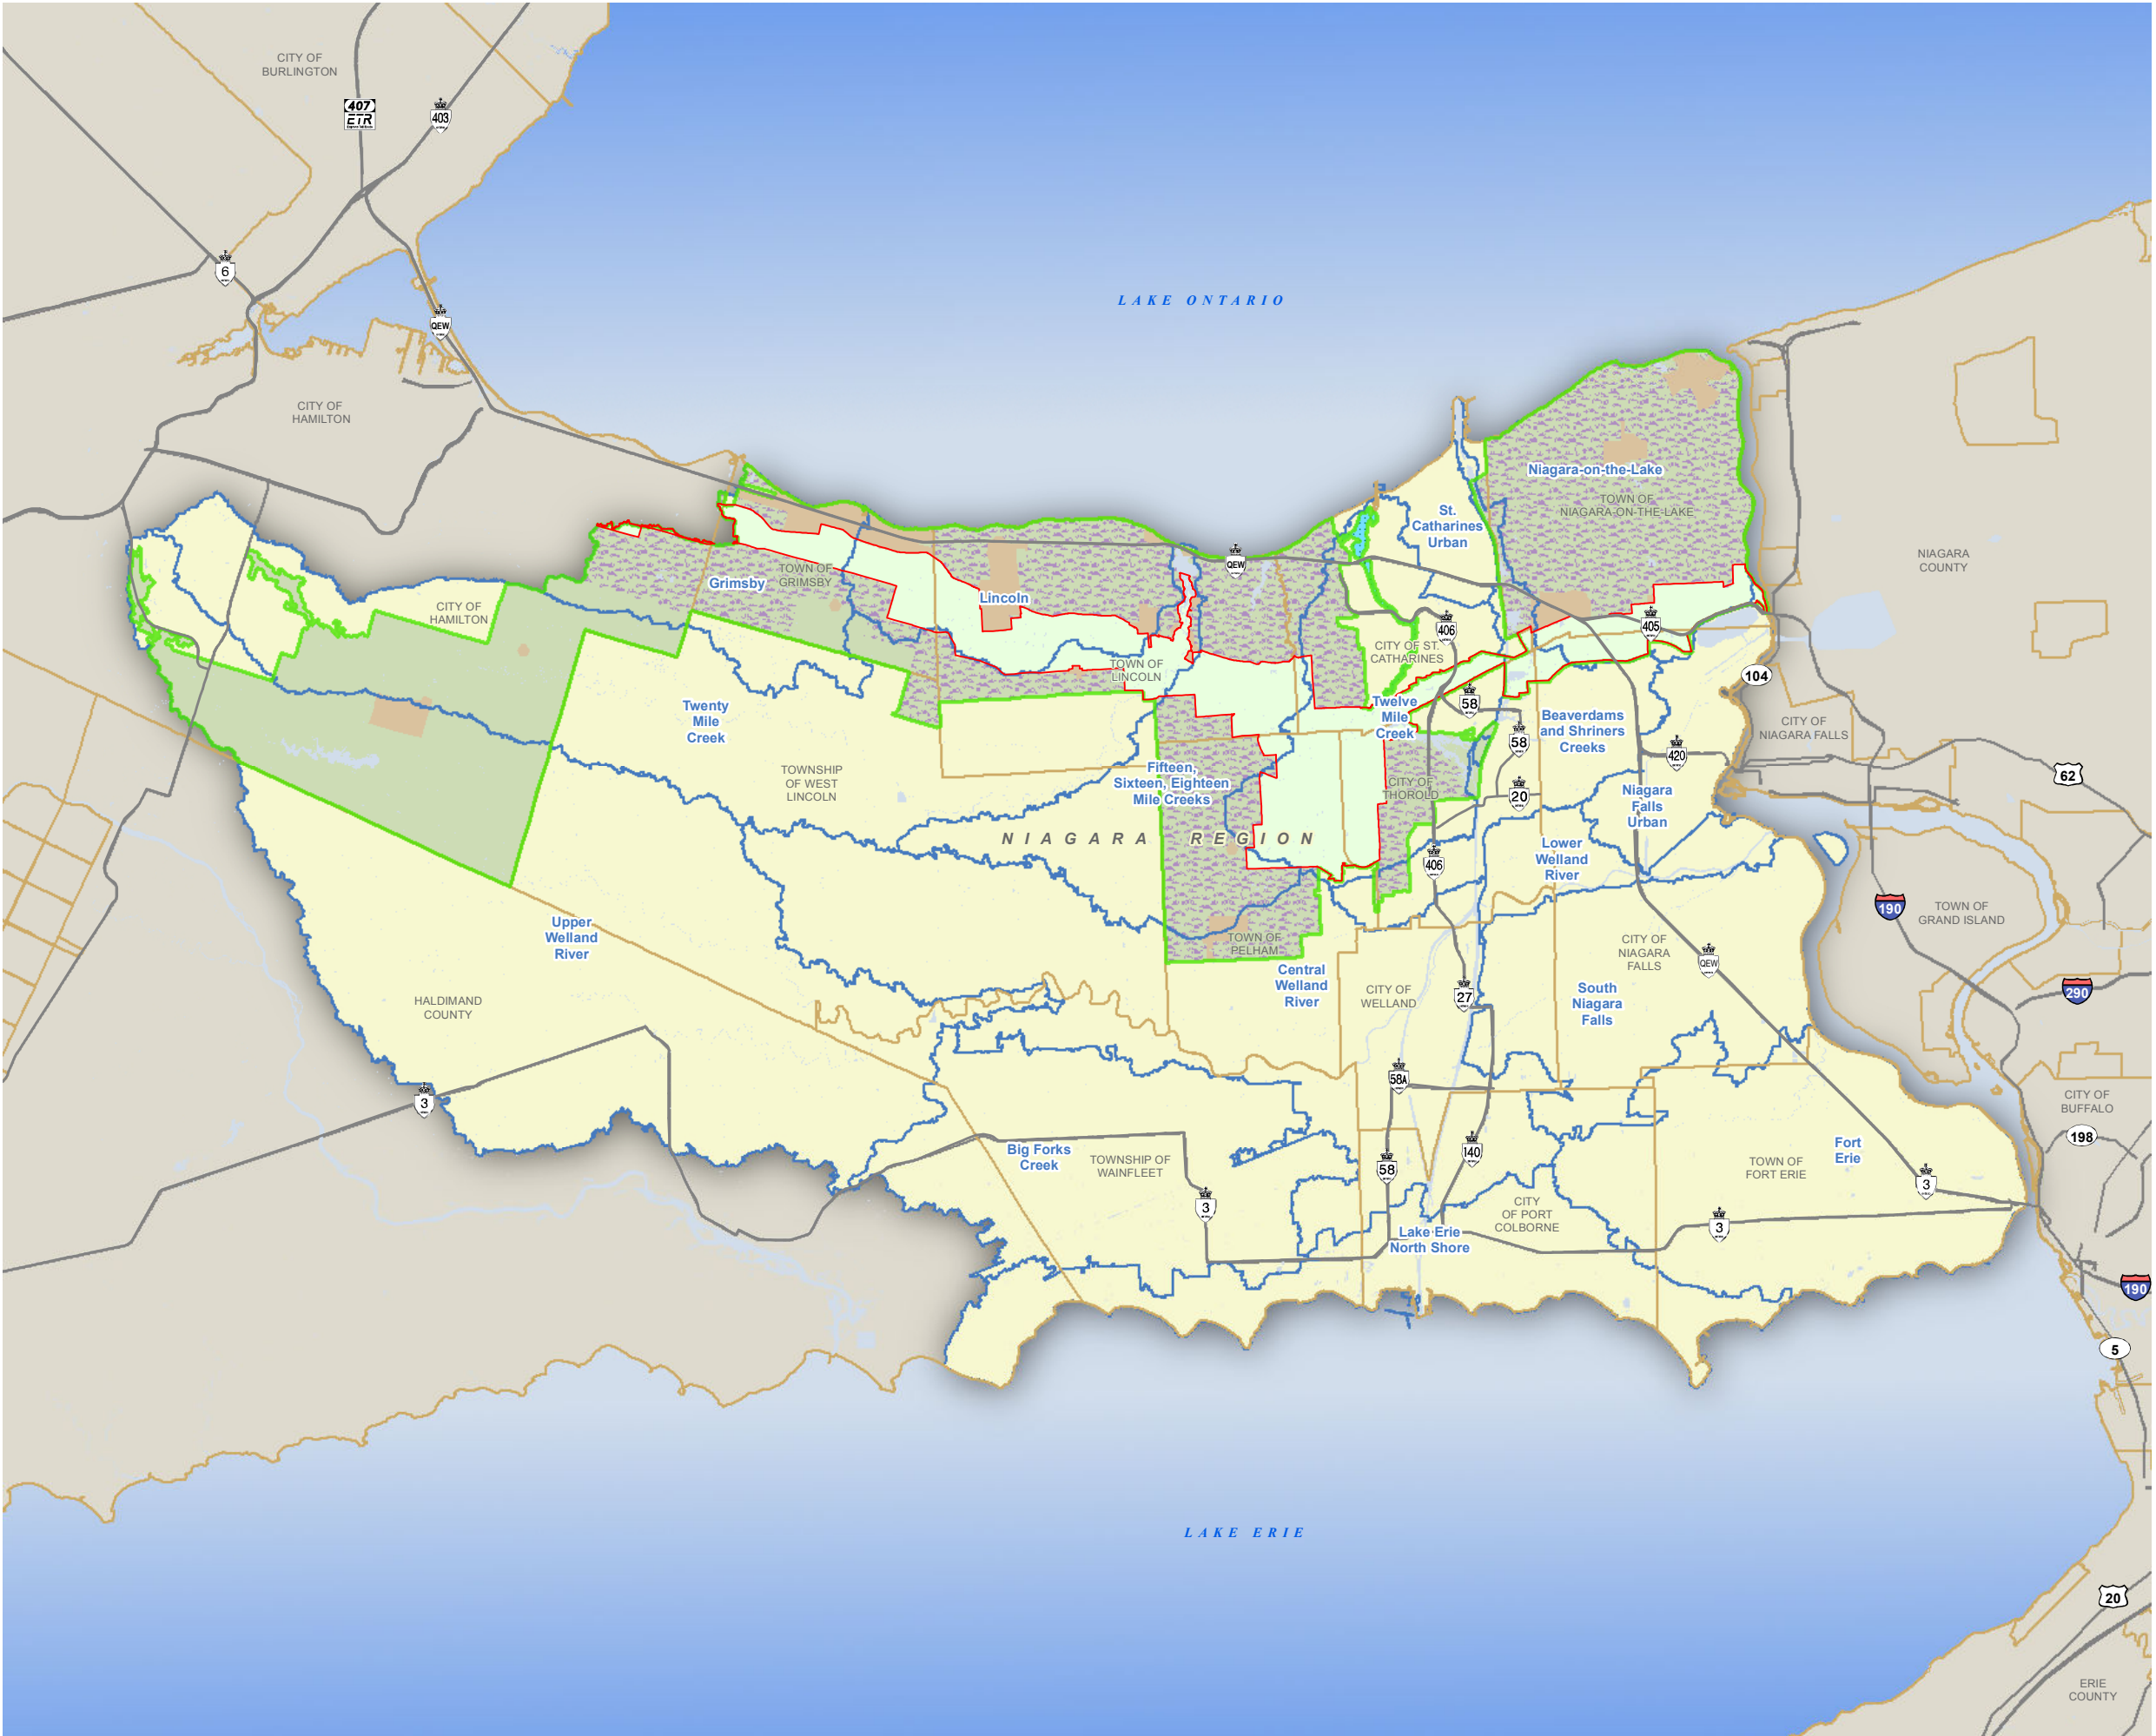 CITY OF
BURLINGTON
407
ETR
403
6
QEW
LAKE ONTARIO
CITY OF
HAMILTON
Niagara-on-the-Lake
TOWN OF
NIAGARA-ON-THE-LAKE
St.
Catharines
Urban
NIAGARA
COUNTY
QEW
TOWN OF
GRIMSBY
Grimsby
Lincoln
CITY OF
HAMILTON
406
405
CITY OF ST.
CATHARINES
TOWN OF
LINCOLN
104
Twenty
Mile
Creek
Twelve
Mile
Creek
58
Beaverdams
and Shriners
Creeks
58
420
CITY OF
NIAGARA FALLS
62
TOWNSHIP
OF WEST
LINCOLN
Fifteen,
Sixteen, Eighteen
Mile Creeks
CITY OF
THOROLD
20
Niagara
Falls
Urban
NIAGARA REGION
Lower
Welland
River
406
190
TOWN OF
GRAND ISLAND
Upper
Welland
River
TOWN OF
PELHAM
CITY OF
NIAGARA
FALLS
QEW
Central
Welland
River
CITY OF
WELLAND
27
South
Niagara
Falls
290
HALDIMAND
COUNTY
58A
3
CITY OF
BUFFALO
198
Big Forks
Creek
TOWNSHIP OF
WAINFLEET
58
140
TOWN OF
FORT ERIE
Fort
Erie
3
3
CITY
OF PORT
COLBORNE
3
Lake Erie
North Shore
190
5
LAKE ERIE
20
ERIE
COUNTY